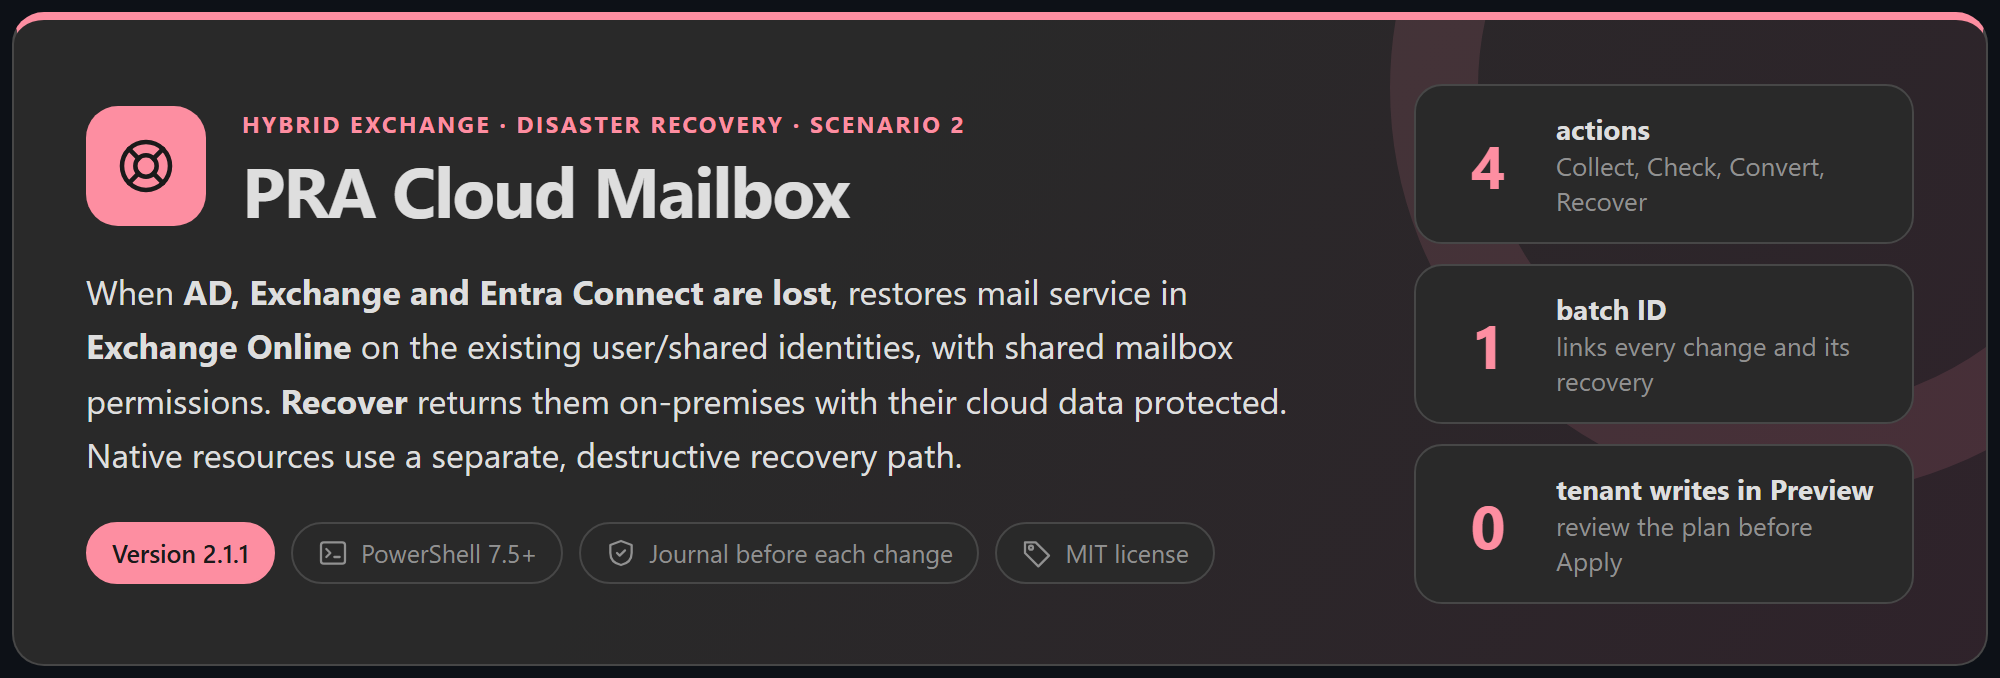 HYBRID EXCHANGE · DISASTER RECOVERY · SCENARIO 2
PRA Cloud Mailbox
When AD, Exchange and Entra Connect are lost, restores mail service in
Exchange Online on the existing user/shared identities, with shared mailbox
permissions. Recover returns them on-premises with their cloud data protected.
Native resources use a separate, destructive recovery path.
Version 2.1.1
PowerShell 7.5+
Journal before each change
MIT license
4
actions
Collect, Check, Convert,
Recover
1
batch ID
links every change and its
recovery
0
tenant writes in Preview
review the plan before
Apply